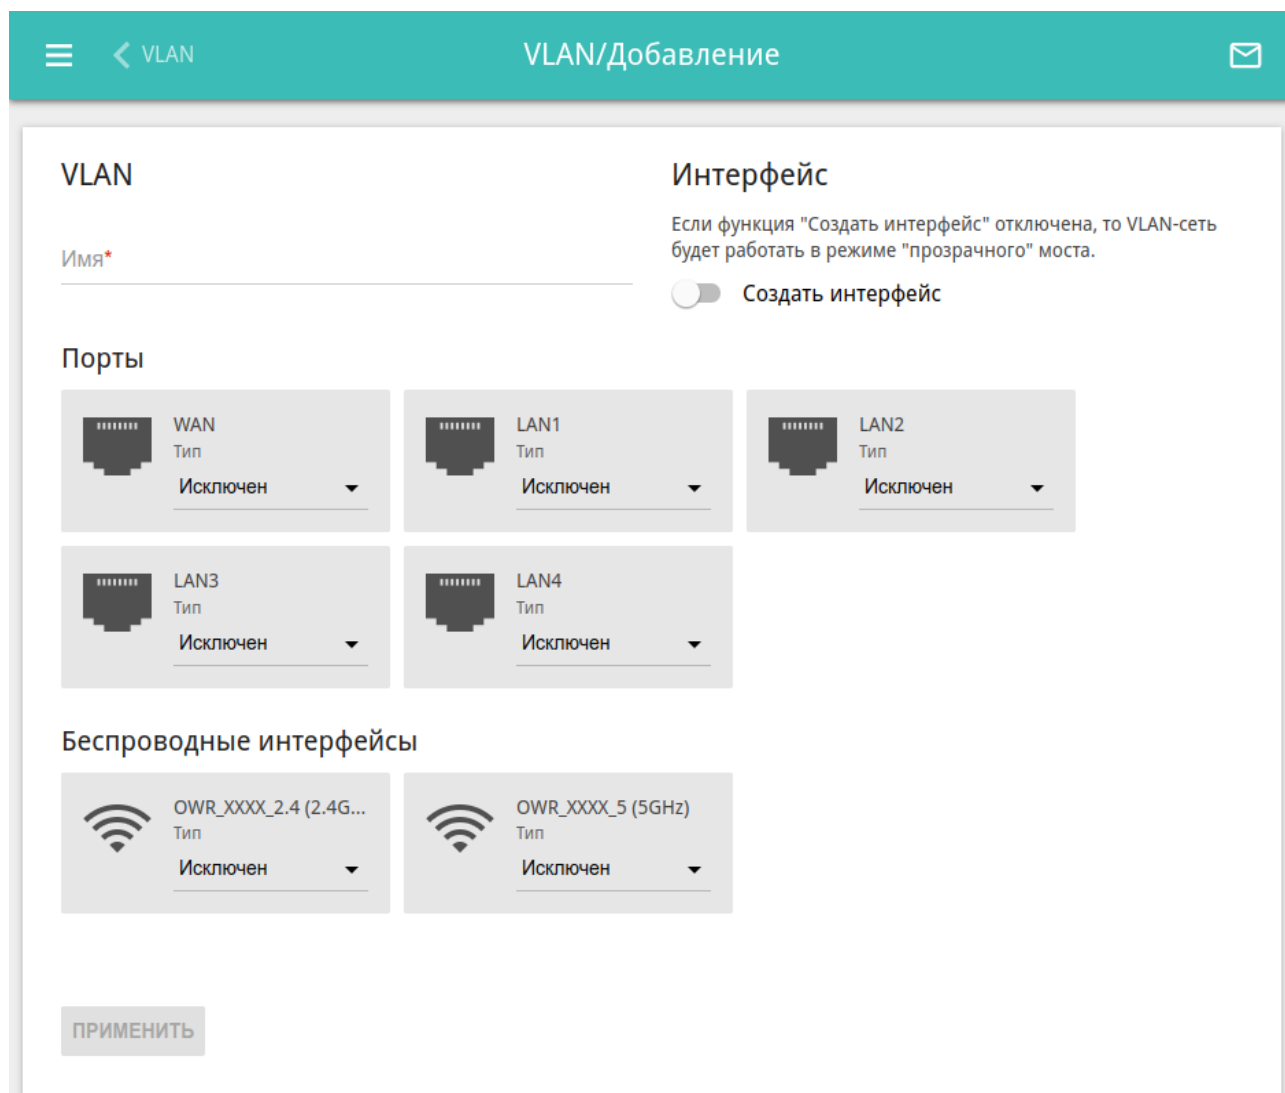 VLAN
VLAN/Добавление
VLAN
Имя*
Интерфейс
Если функция "Создать интерфейс" отключена, то VLAN-сеть
будет работать в режиме "прозрачного" моста.
Создать интерфейс
Порты
WAN
Тип
Исключен
LAN1
Тип
Исключен
LAN2
Тип
Исключен
LAN3
Тип
Исключен
LAN4
Тип
Исключен
Беспроводные интерфейсы
OWR_XXXX_2.4 (2.4G...
Тип
Исключен
OWR_XXXX_5 (5GHz)
Тип
Исключен
ПРИМЕНИТЬ